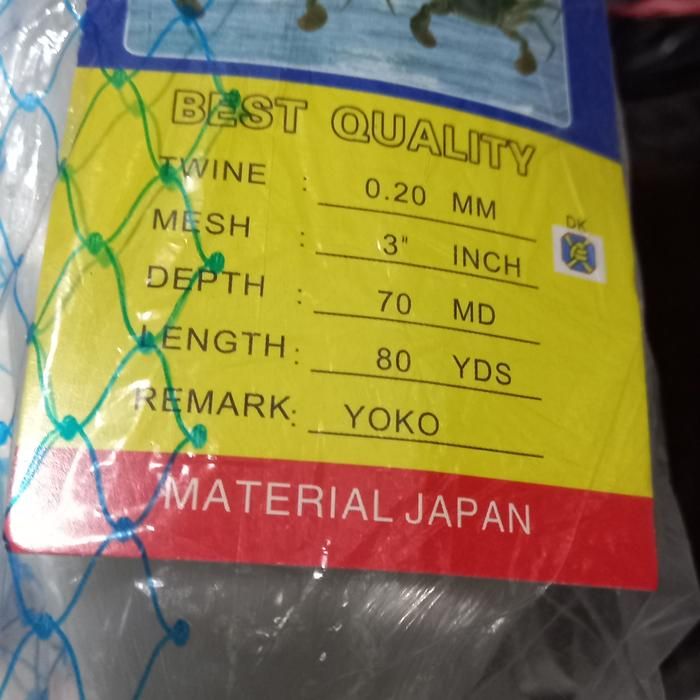 BEST QUALITY
TWINE : 0.20 MM
MESH : 3" INCH
DK
DEPTH : 70 MD
LENGTH : 80 YDS
REMARK: YOKO
MATERIAL JAPAN